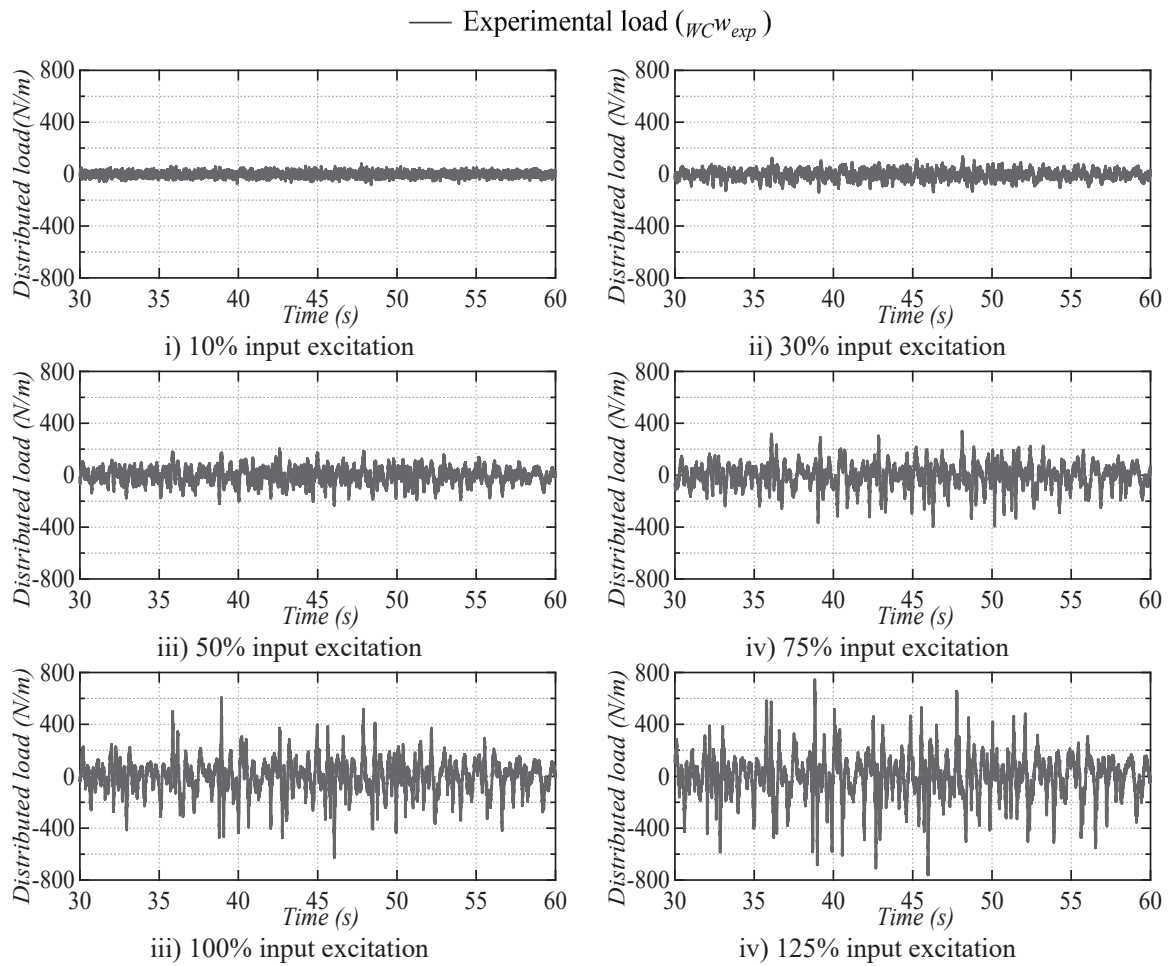 Experimental load (WCwexp)
Distributed load(N/m)
800
400
0
-400
-800
30 35 40 45 50 55 60
Time (s)
i) 10% input excitation
Distributed load (N/m)
800
400
0
-400
-800
30 35 40 45 50 55 60
Time (s)
ii) 30% input excitation
Distributed load (N/m)
800
400
0
-400
-800
30 35 40 45 50 55 60
Time (s)
iii) 50% input excitation
Distributed load (N/m)
800
400
0
-400
-800
30 35 40 45 50 55 60
Time (s)
iv) 75% input excitation
Distributed load (N/m)
800
400
0
-400
-800
30 35 40 45 50 55 60
Time (s)
iii) 100% input excitation
Distributed load (N/m)
800
400
0
-400
-800
30 35 40 45 50 55 60
Time (s)
iv) 125% input excitation